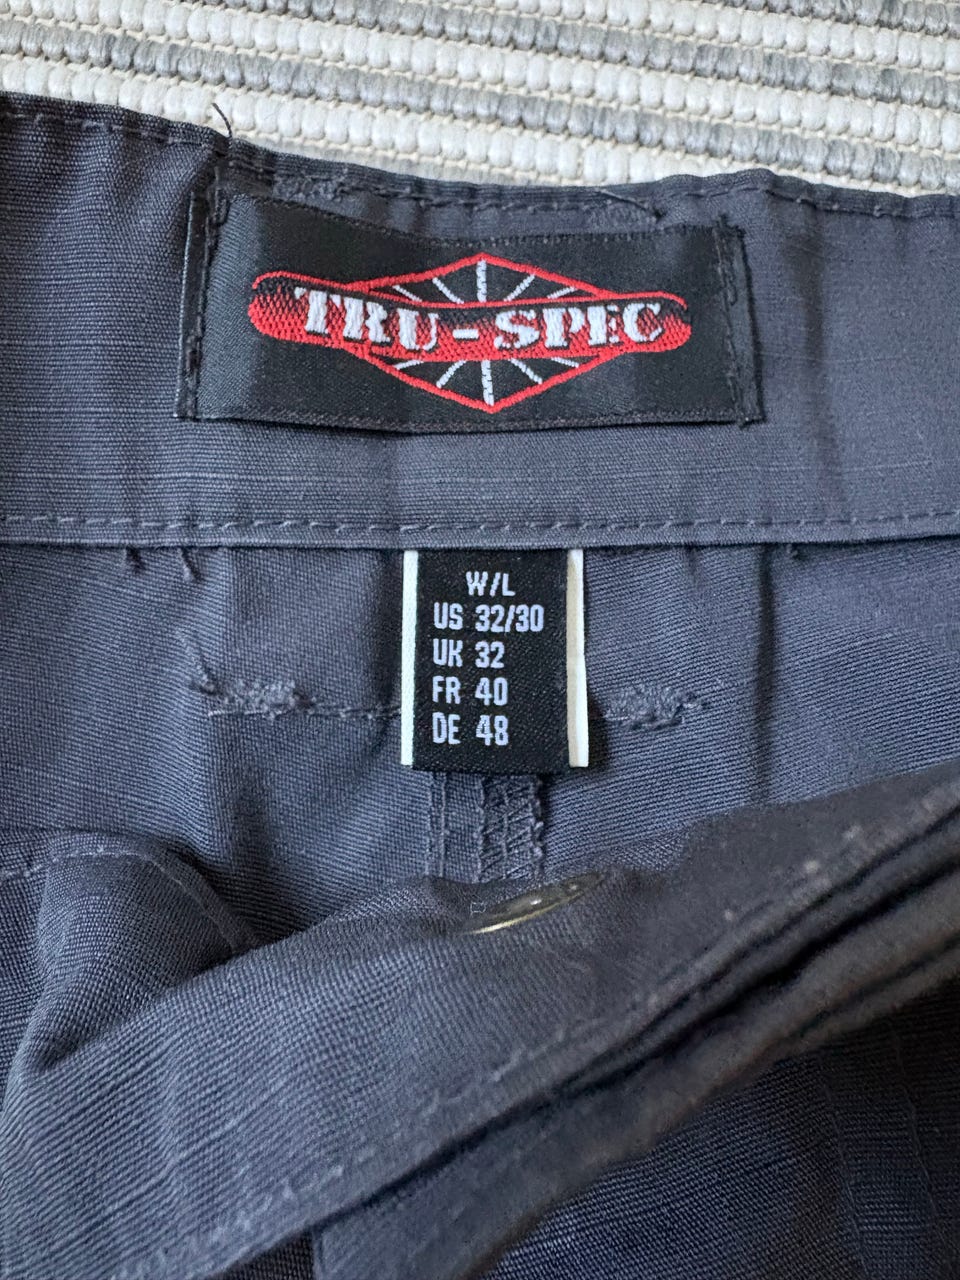 TRU-SPEC
W/L
US 32/30
UK 32
FR 40
DE 48